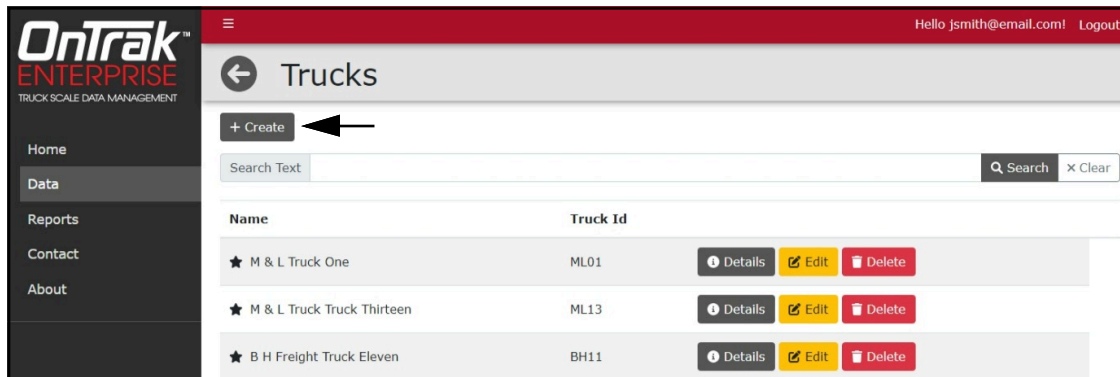 OnTrak™
ENTERPRISE
TRUCK SCALE DATA MANAGEMENT
Hello jsmith@email.com! Logout
Trucks
+ Create
Search Text Search × Clear
Home
Data
Reports
Contact
About
Name Truck Id
M & L Truck One ML01 Details Edit Delete
M & L Truck Truck Thirteen ML13 Details Edit Delete
B H Freight Truck Eleven BH11 Details Edit Delete